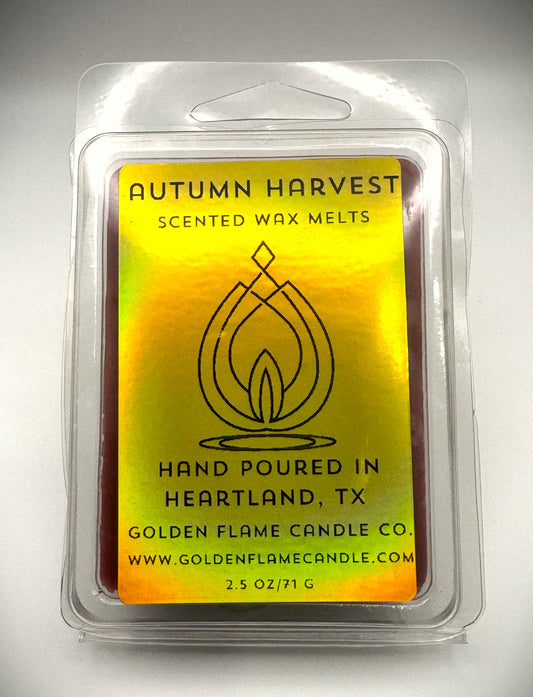 AUTUMN HARVEST
SCENTED WAX MELTS
HAND POURED IN
HEARTLAND, TX
GOLDEN FLAME CANDLE CO.
WWW.GOLDENFLAMECANDLE.COM
2.5 OZ/71 G